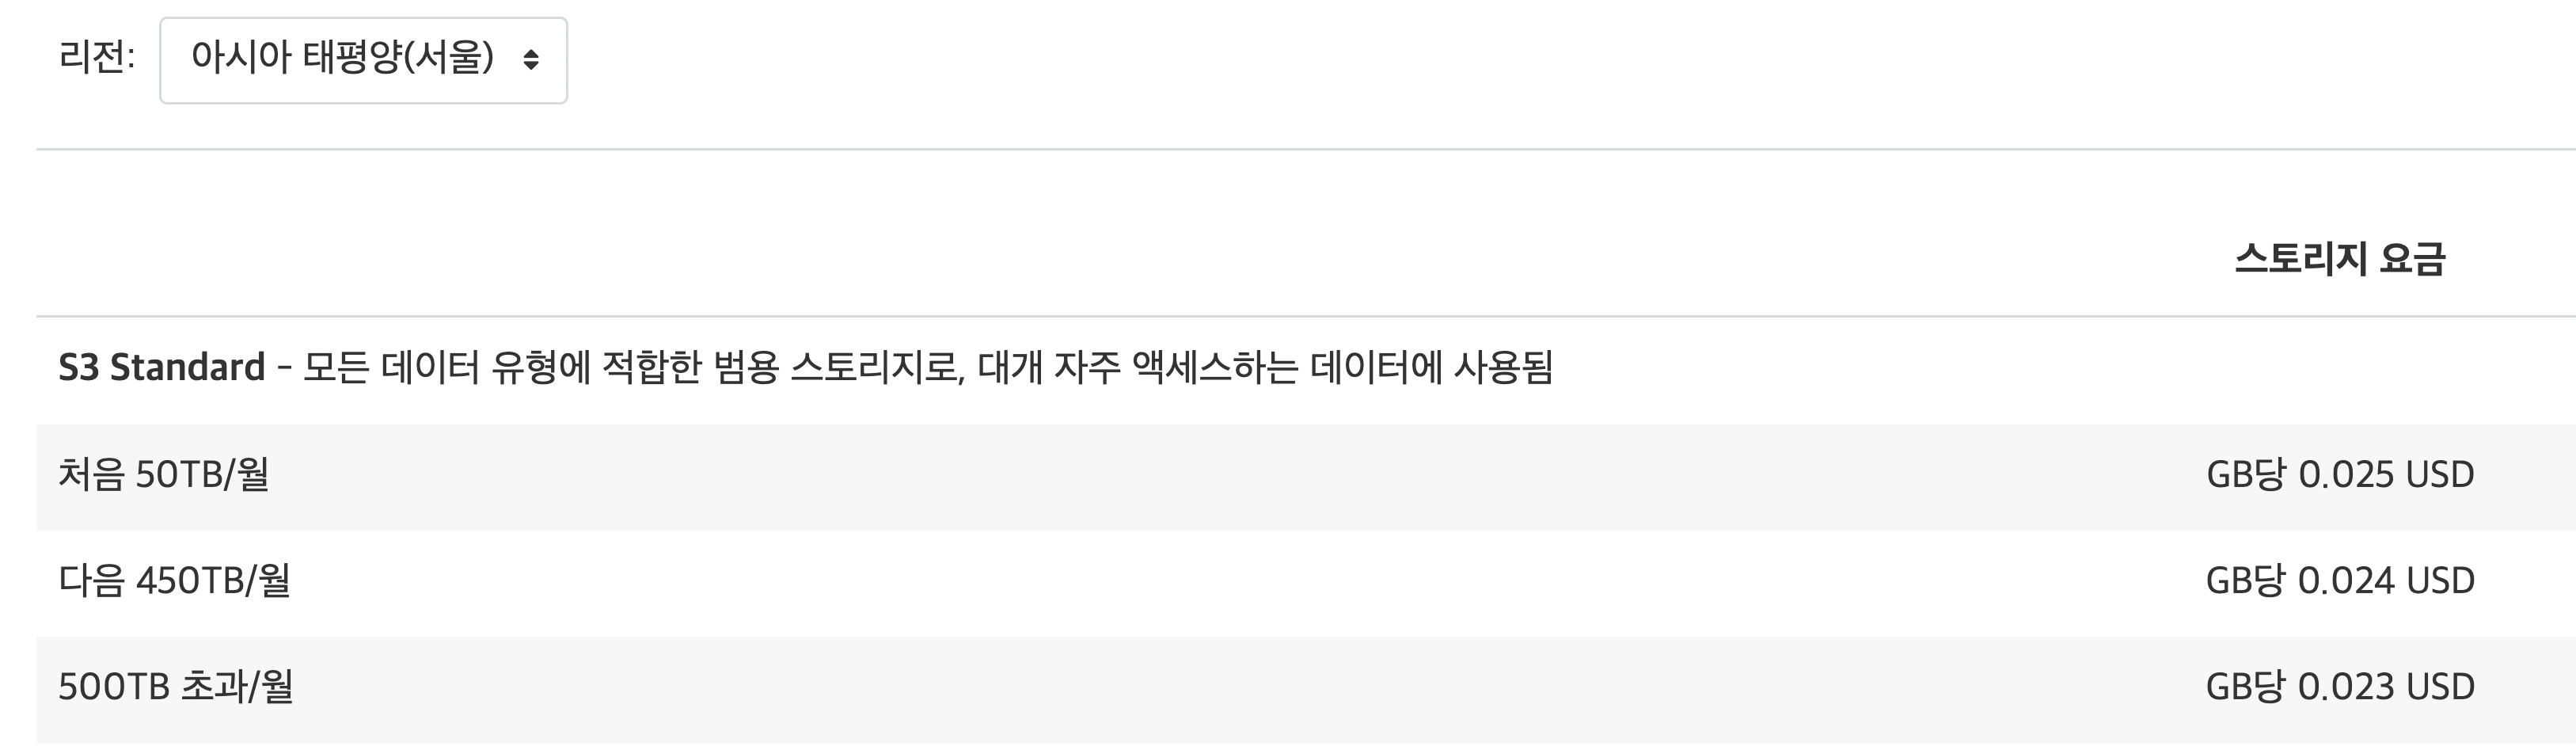 리전: 아시아 태평양(서울)
스토리지 요금
S3 Standard - 모든 데이터 유형에 적합한 범용 스토리지로, 대개 자주 액세스하는 데이터에 사용됨
처음 50TB/월 GB당 0.025 USD
다음 450TB/월 GB당 0.024 USD
500TB 초과/월 GB당 0.023 USD